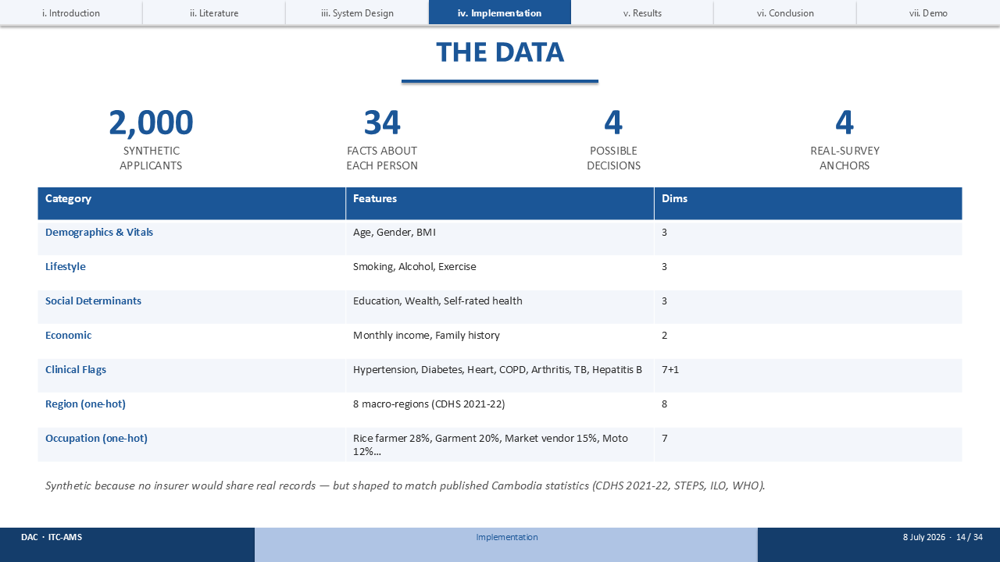 i. Introduction
ii. Literature
iii. System Design
iv. Implementation
v. Results
vi. Conclusion
vii. Demo
THE DATA
2,000
SYNTHETIC
APPLICANTS
34
FACTS ABOUT
EACH PERSON
4
POSSIBLE
DECISIONS
4
REAL-SURVEY
ANCHORS
Category Features Dims
Demographics & Vitals Age, Gender, BMI 3
Lifestyle Smoking, Alcohol, Exercise 3
Social Determinants Education, Wealth, Self-rated health 3
Economic Monthly income, Family history 2
Clinical Flags Hypertension, Diabetes, Heart, COPD, Arthritis, TB, Hepatitis B 7+1
Region (one-hot) 8 macro-regions (CDHS 2021-22) 8
Occupation (one-hot) Rice farmer 28%, Garment 20%, Market vendor 15%, Moto 7
12%…
Synthetic because no insurer would share real records — but shaped to match published Cambodia statistics (CDHS 2021-22, STEPS, ILO, WHO).
DAC · ITC-AMS
Implementation
8 July 2026 · 14 / 34